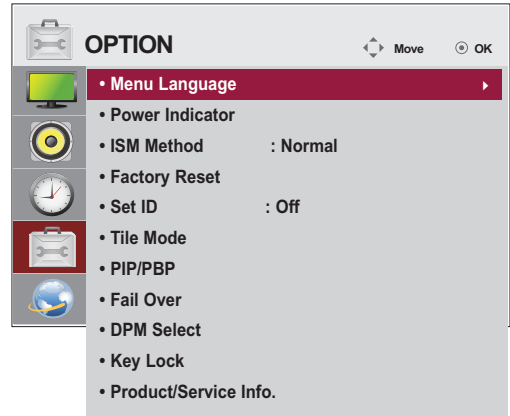 OPTION Move OK
• Menu Language
• Power Indicator
• ISM Method : Normal
• Factory Reset
• Set ID : Off
• Tile Mode
• PIP/PBP
• Fail Over
• DPM Select
• Key Lock
• Product/Service Info.